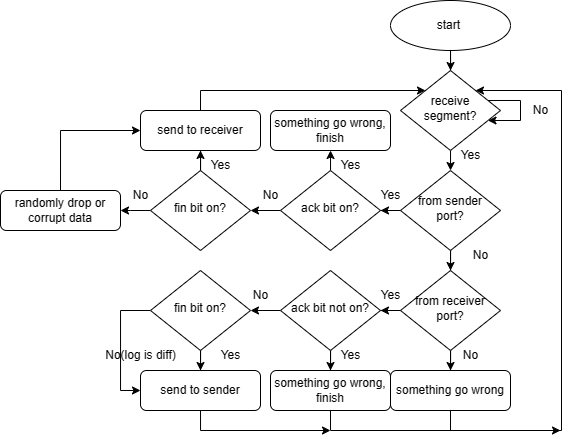 start
receive
segment?
No
Yes
send to receiver
something go wrong,
finish
Yes
Yes
No
fin bit on?
No
ack bit on?
Yes
from sender
port?
randomly drop or
corrupt data
No
fin bit on?
No
ack bit not on?
Yes
from receiver
port?
No(log is diff)
Yes
Yes
No
send to sender
something go wrong,
finish
something go wrong